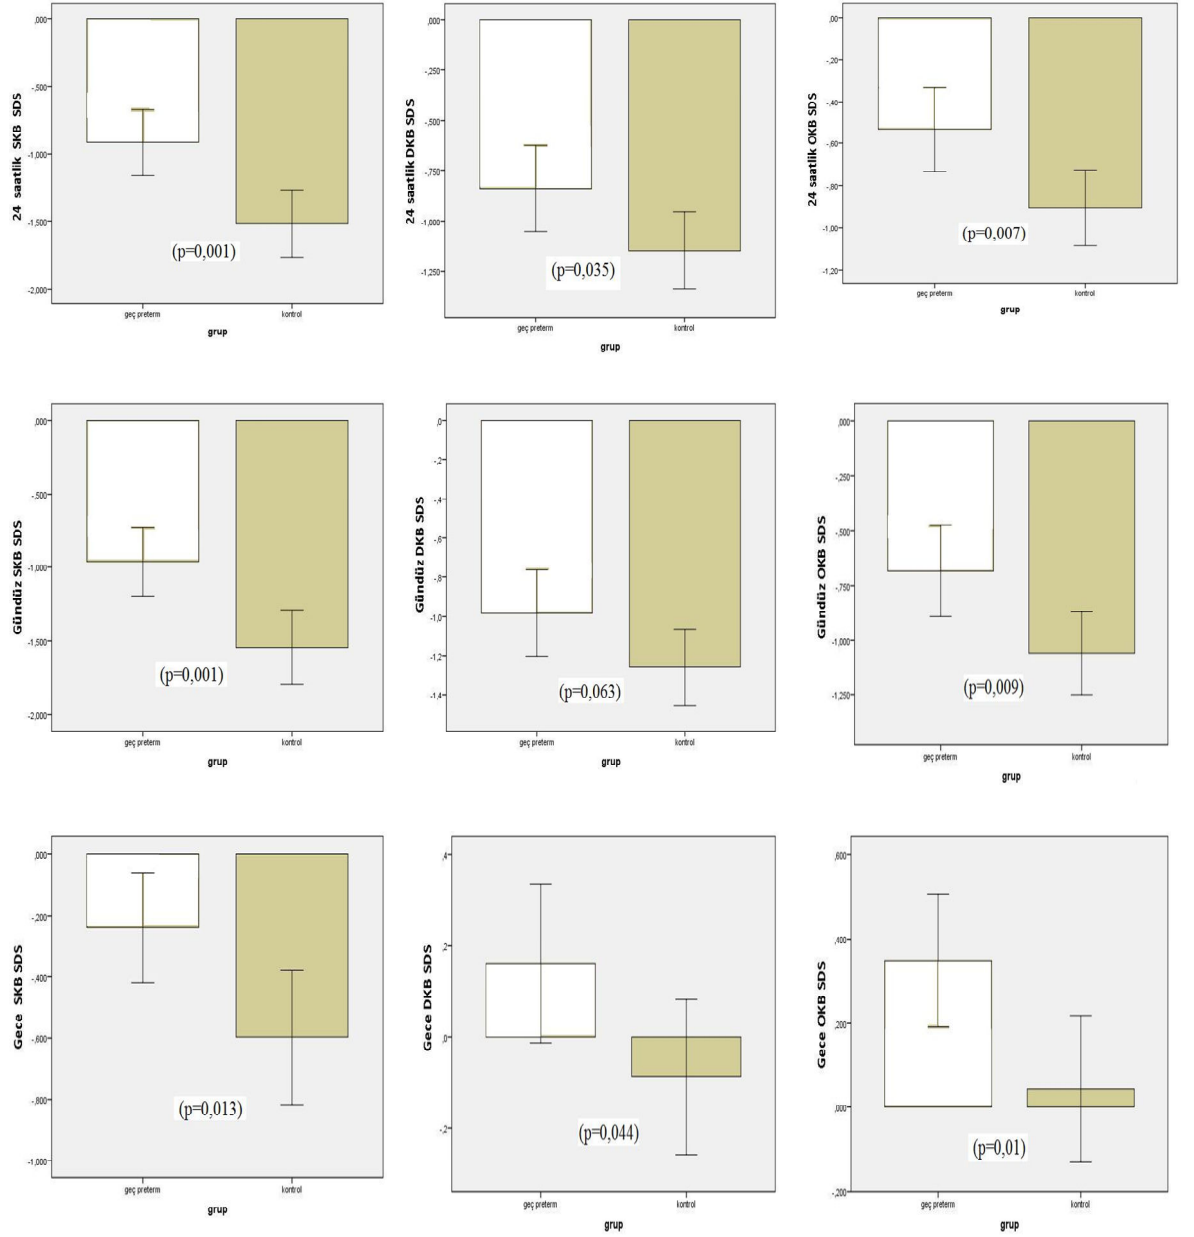 24 saatlik SKB SDS
,000
-,500
-1,000
-1,500
-2,000
(p=0,001)
geç preterm
kontrol
grup
24 saatlik DKB SDS
,000
-,250
-,500
-,750
-1,000
-1,250
(p=0,035)
geç preterm
kontrol
grup
24 saatlik OKB SDS
,00
-,20
-,40
-,60
-,80
-1,00
-1,20
(p=0,007)
geç preterm
kontrol
grup
Gündüz SKB SDS
,000
-,500
-1,000
-1,500
-2,000
(p=0,001)
geç preterm
kontrol
grup
Gündüz DKB SDS
,0
-,2
-,4
-,6
-,8
-1,0
-1,2
-1,4
(p=0,063)
geç preterm
kontrol
grup
Gündüz OKB SDS
,000
-,250
-,500
-,750
-1,000
-1,250
(p=0,009)
geç preterm
kontrol
grup
Gece SKB SDS
,000
-,200
-,400
-,600
-,800
-1,000
(p=0,013)
geç preterm
kontrol
grup
Gece DKB SDS
,4
,2
,0
-,2
(p=0,044)
geç preterm
kontrol
grup
Gece OKB SDS
,600
,400
,200
,000
-,200
(p=0,01)
geç preterm
kontrol
grup